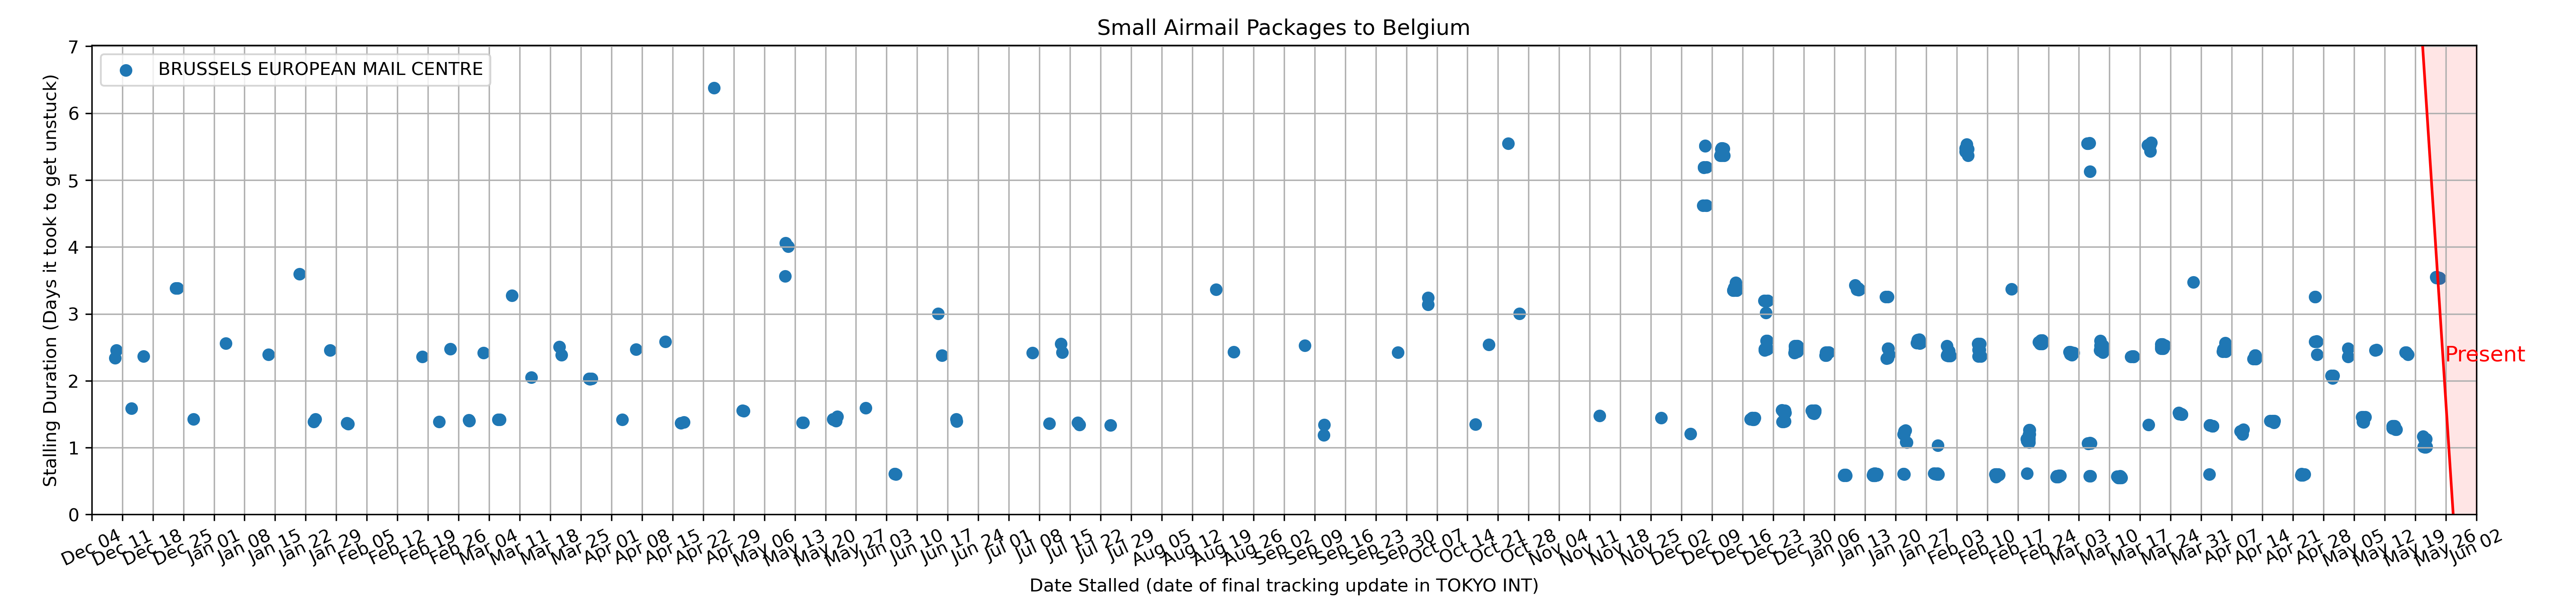 Small Airmail Packages to Belgium
BRUSSELS EUROPEAN MAIL CENTRE
Stalling Duration (Days it took to get unstuck)
7
6
5
4
3
2
1
0
Present
Dec 04
Dec 11
Dec 18
Dec 25
Jan 01
Jan 08
Jan 15
Jan 22
Jan 29
Feb 05
Feb 12
Feb 19
Feb 26
Mar 04
Mar 11
Mar 18
Mar 25
Apr 01
Apr 08
Apr 15
Apr 22
Apr 29
May 06
May 13
May 20
May 27
Jun 03
Jun 10
Jun 17
Jun 24
Jul 01
Jul 08
Jul 15
Jul 22
Jul 29
Aug 05
Aug 12
Aug 19
Aug 26
Sep 02
Sep 09
Sep 16
Sep 23
Sep 30
Oct 07
Oct 14
Oct 21
Oct 28
Nov 04
Nov 11
Nov 18
Nov 25
Dec 02
Dec 09
Dec 16
Dec 23
Dec 30
Jan 06
Jan 13
Jan 20
Jan 27
Feb 03
Feb 10
Feb 17
Feb 24
Mar 03
Mar 10
Mar 17
Mar 24
Mar 31
Apr 07
Apr 14
Apr 21
Apr 28
May 05
May 12
May 19
May 26
Jun 02
Date Stalled (date of final tracking update in TOKYO INT)